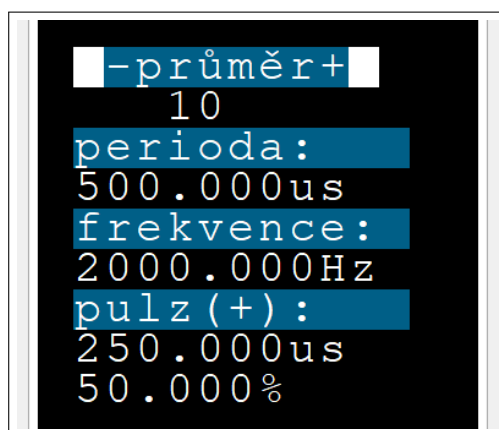 -průměr+
10
perioda:
500.000us
frekvence:
2000.000Hz
pulz(+):
250.000us
50.000%